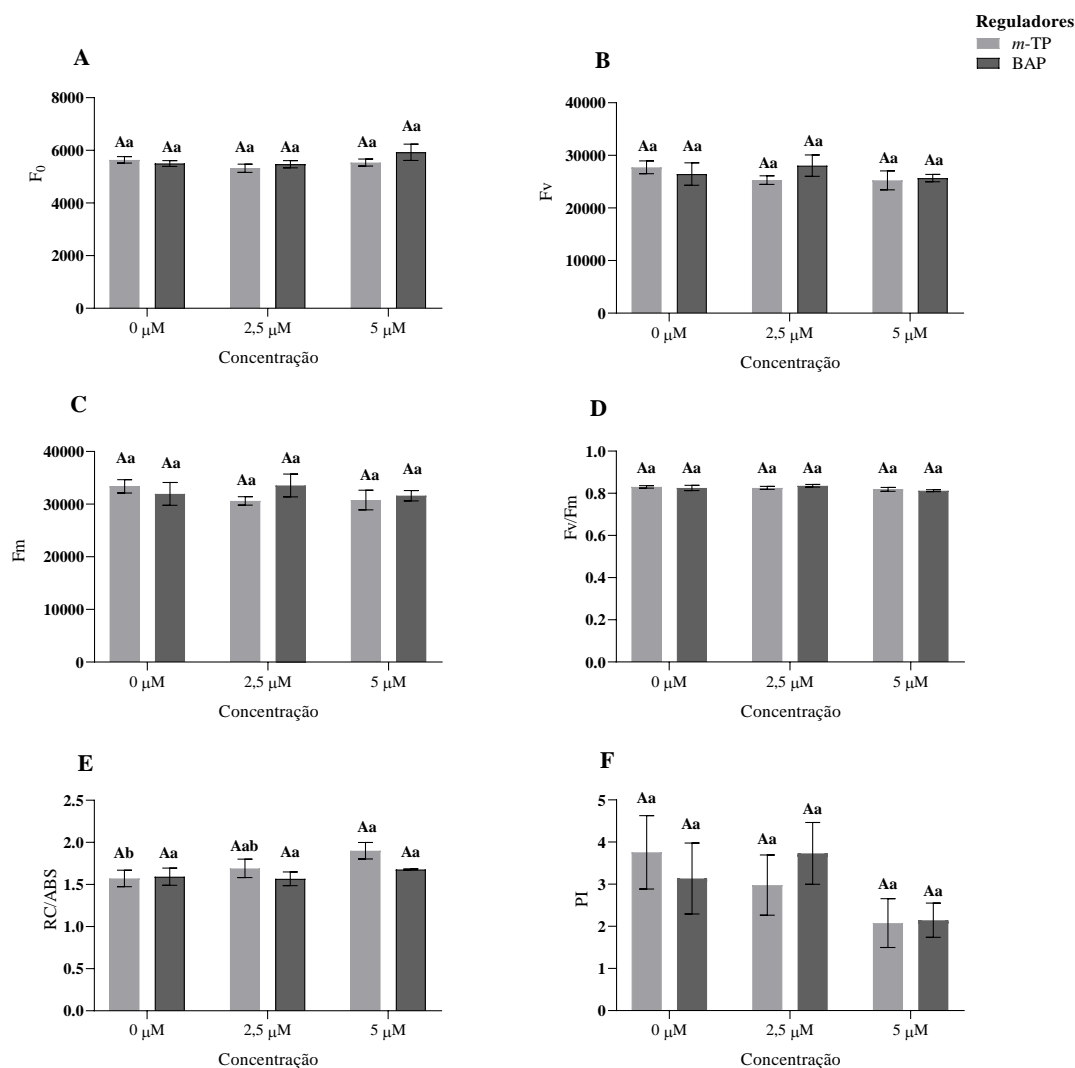 Reguladores
m-TP
BAP
A
8000
6000
4000
2000
0
F0
Aa Aa Aa Aa Aa Aa
0 μM 2,5 μM 5 μM
Concentração
B
40000
30000
20000
10000
0
Fv
Aa Aa Aa Aa Aa Aa
0 μM 2,5 μM 5 μM
Concentração
C
40000
30000
20000
10000
0
Fm
Aa Aa Aa Aa Aa Aa
0 μM 2,5 μM 5 μM
Concentração
D
1.0
0.8
0.6
0.4
0.2
0.0
Fv/Fm
Aa Aa Aa Aa Aa Aa
0 μM 2,5 μM 5 μM
Concentração
E
2.5
2.0
1.5
1.0
0.5
0.0
RC/ABS
Ab Aa Aab Aa Aa Aa
0 μM 2,5 μM 5 μM
Concentração
F
5
4
3
2
1
0
PI
Aa Aa Aa Aa Aa Aa
0 μM 2,5 μM 5 μM
Concentração